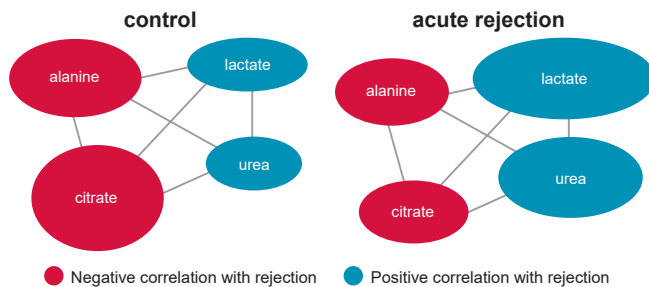 control
acute rejection
alanine
lactate
urea
citrate
alanine
lactate
urea
citrate
Negative correlation with rejection
Positive correlation with rejection